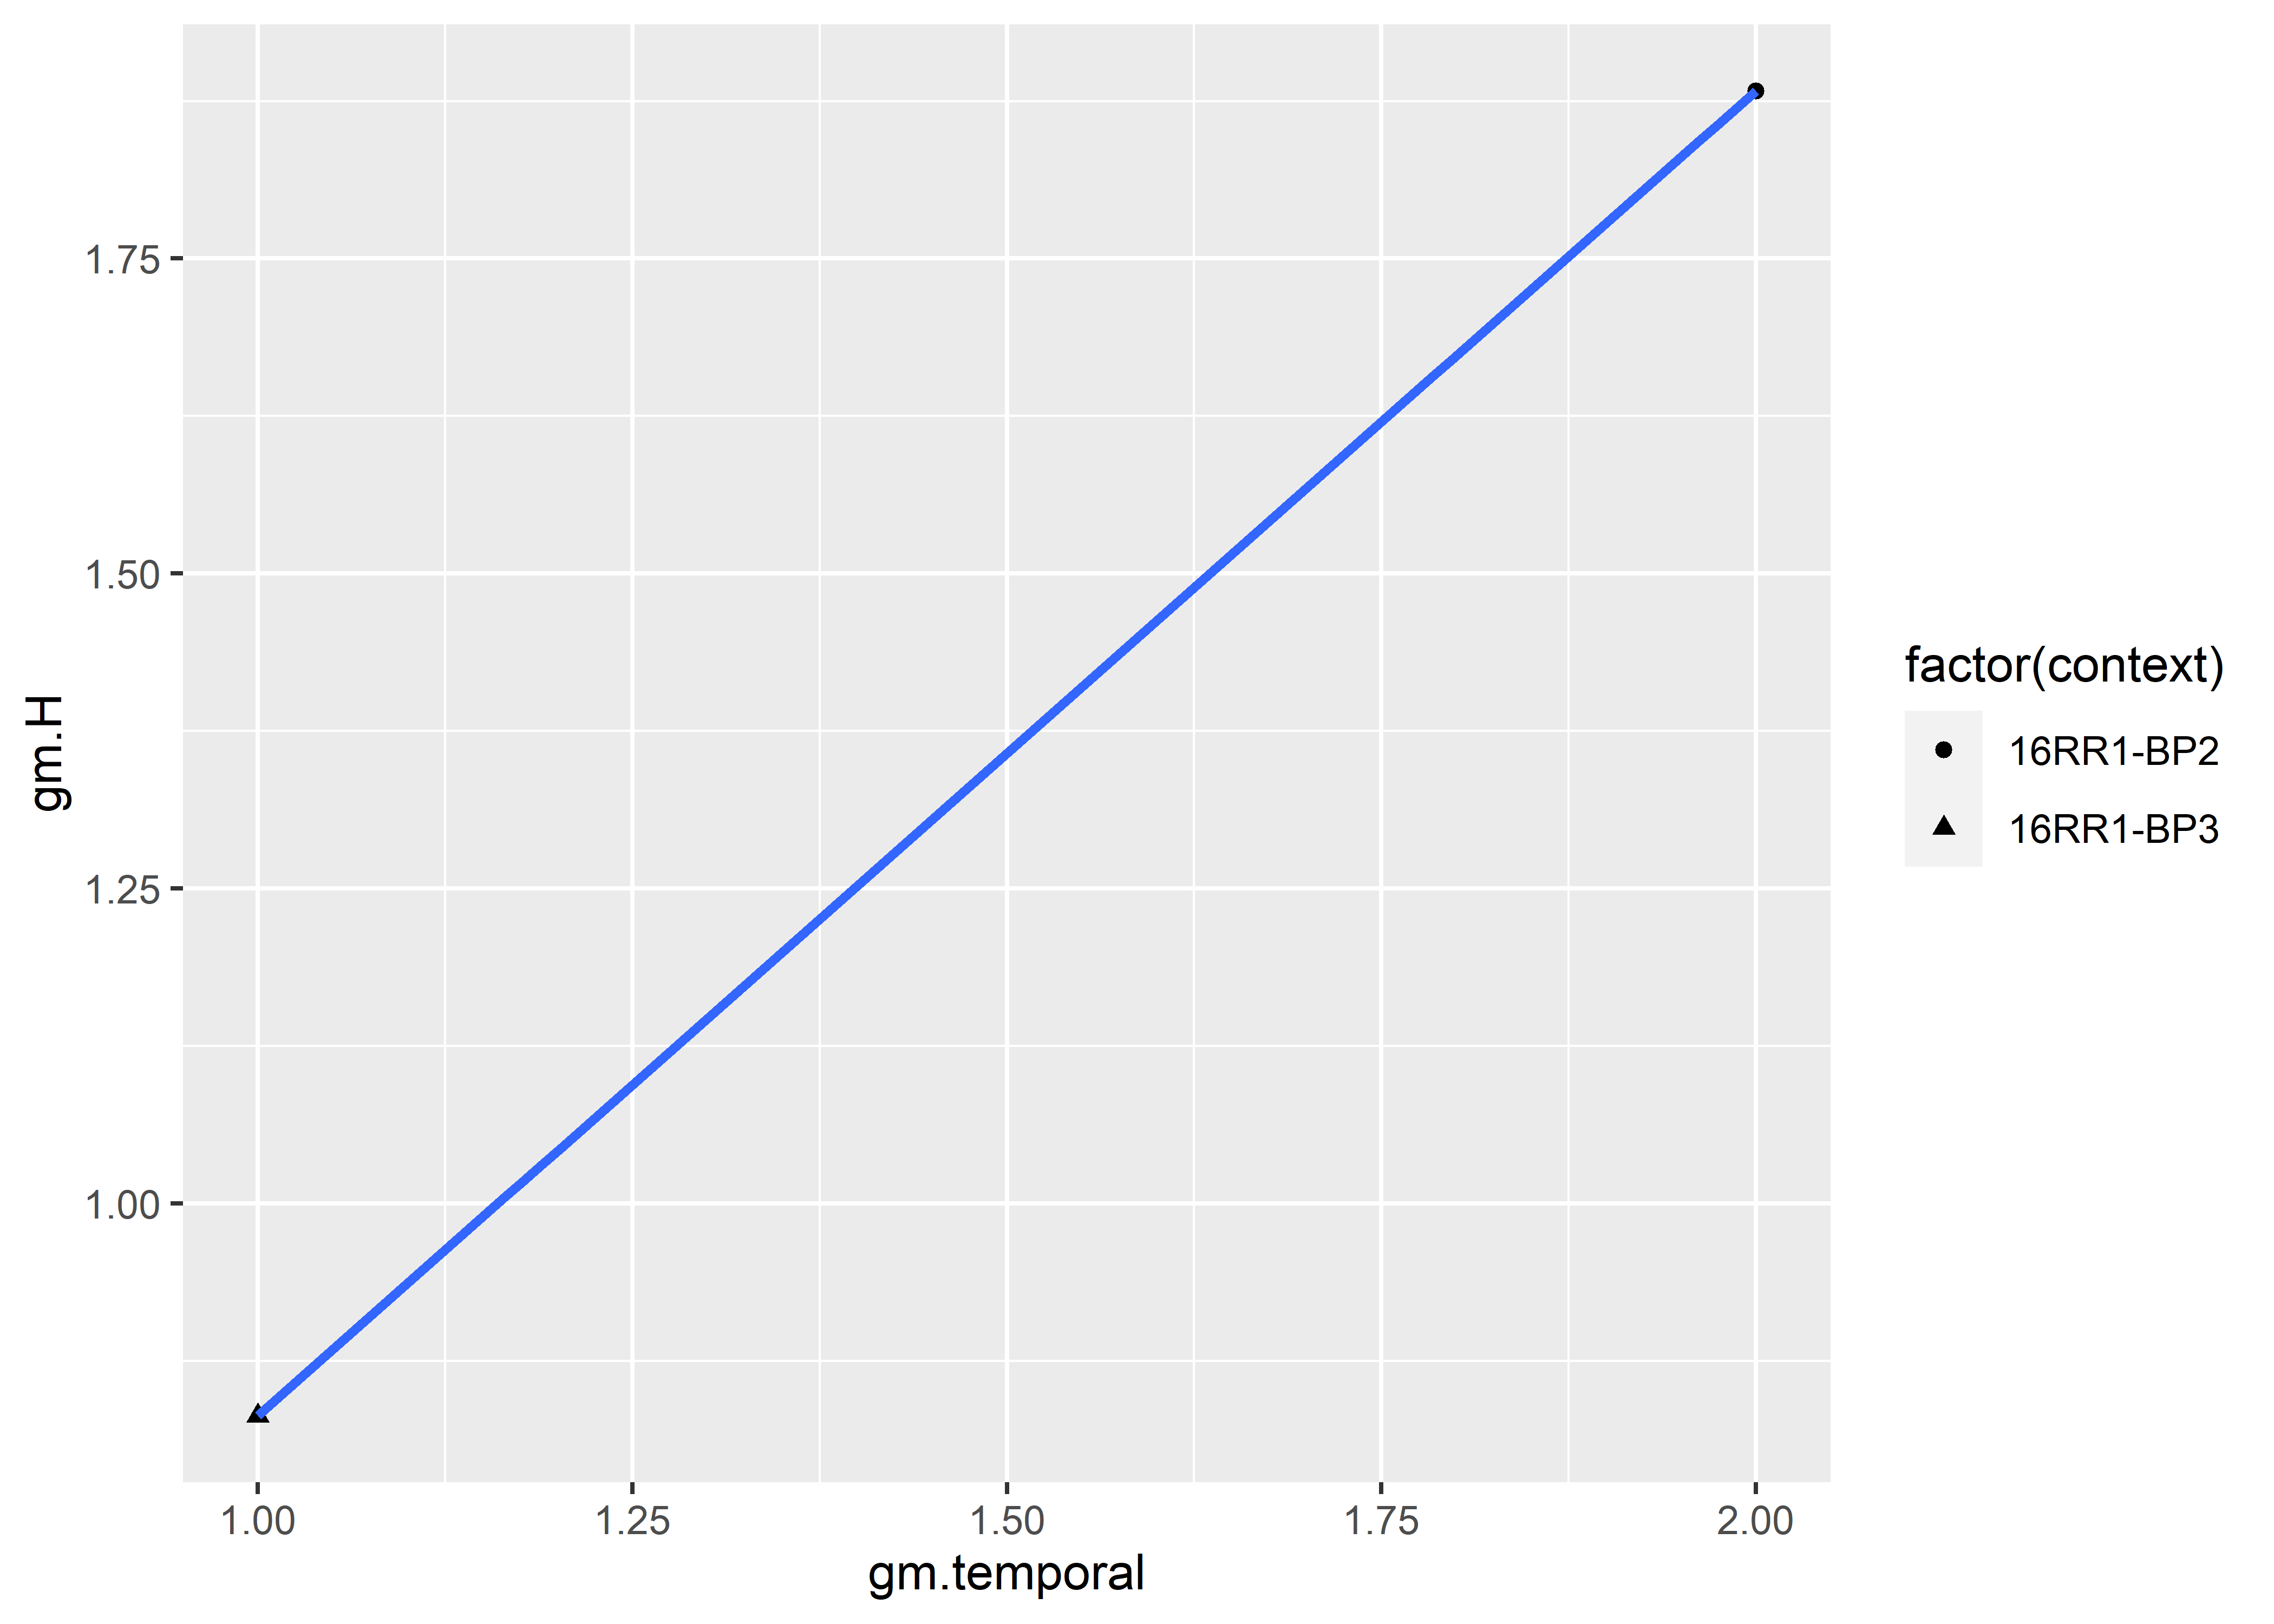 gm.H
1.75
1.50
1.25
1.00
1.00 1.25 1.50 1.75 2.00
gm.temporal
factor(context)
16RR1-BP2
16RR1-BP3